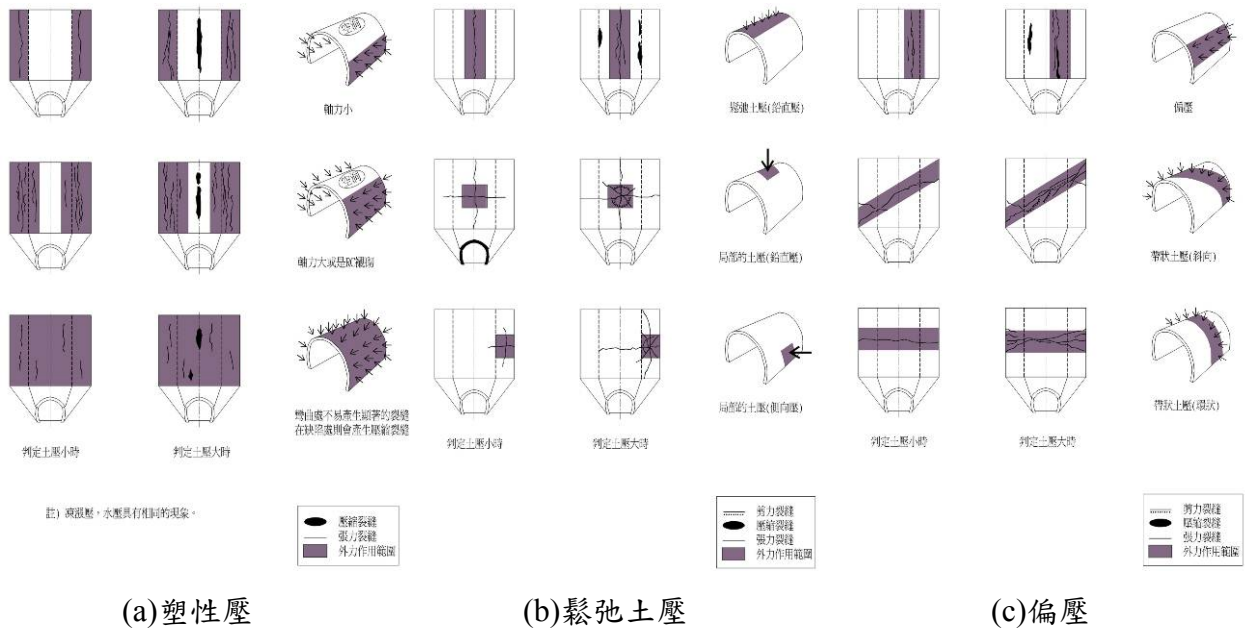 空洞
軸力小
鬆弛土壓(鉛直壓)
偏壓
空洞
軸力大或是RC襯砌
局部的土壓(鉛直壓)
帶狀土壓(斜向)
彎曲處不易產生顯著的裂縫
在缺陷處則會產生壓縮裂縫
局部的土壓(側向壓)
帶狀土壓(環狀)
判定土壓小時
判定土壓大時
判定土壓小時
判定土壓大時
判定土壓小時
判定土壓大時
註) 凍脹壓,水壓具有相同的現象。
壓縮裂縫
張力裂縫
外力作用範圍
剪力裂縫
壓縮裂縫
張力裂縫
外力作用範圍
剪力裂縫
壓縮裂縫
張力裂縫
外力作用範圍
(a)塑性壓
(b)鬆弛土壓
(c)偏壓